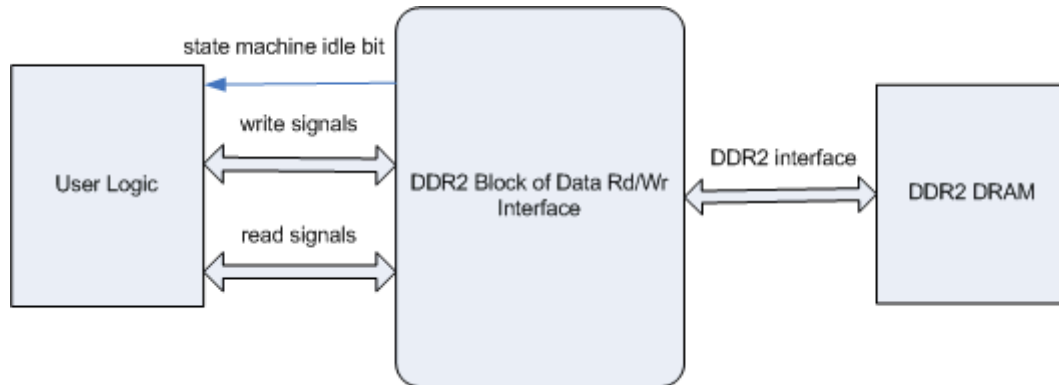 state machine idle bit
write signals
User Logic
read signals
DDR2 Block of Data Rd/Wr
Interface
DDR2 interface
DDR2 DRAM